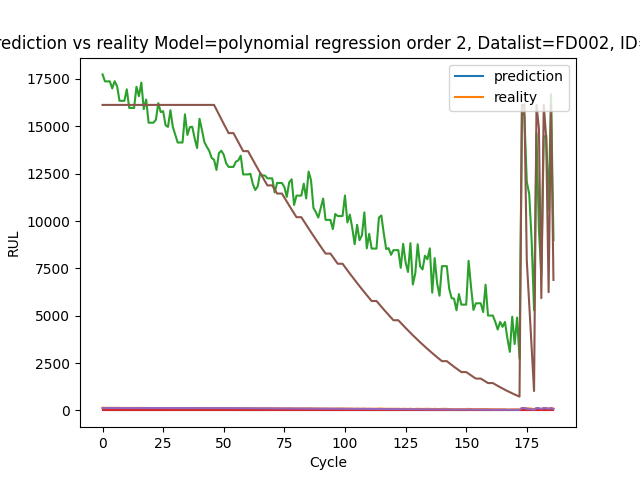 rediction vs reality Model=polynomial regression order 2, Datalist=FD002, ID=
17500
15000
12500
10000
7500
5000
2500
0
RUL
prediction
reality
0 25 50 75 100 125 150 175
Cycle